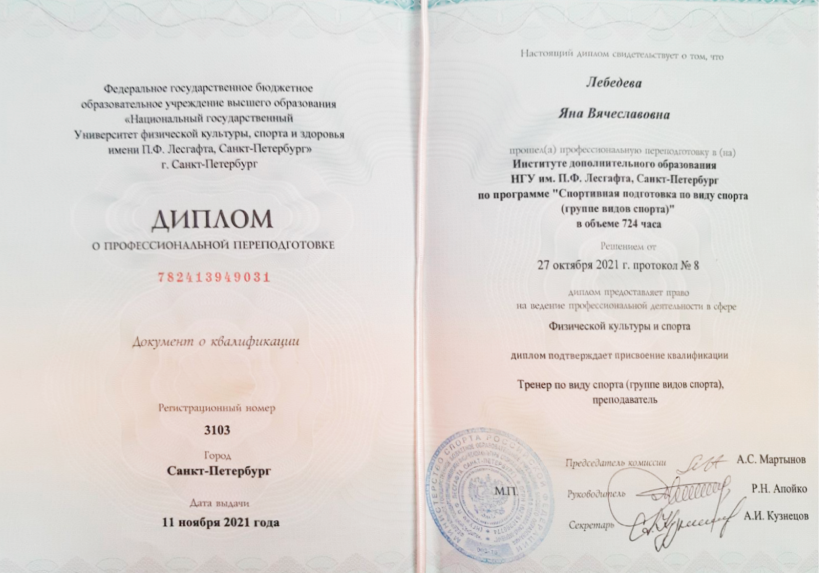 Федеральное государственное бюджетное
образовательное учреждение высшего образования
«Национальный государственный
Университет физической культуры, спорта и здоровья
имени П.Ф. Лесгафта, Санкт-Петербург»
г. Санкт-Петербург
ДИПЛОМ
О ПРОФЕССИОНАЛЬНОЙ ПЕРЕПОДГОТОВКЕ
782413949031
Документ о квалификации
Регистрационный номер
3103
Город
Санкт-Петербург
Дата выдачи
11 ноября 2021 года
Настоящий диплом свидетельствует о том, что
Лебедева
Яна Вячеславовна
прошел(а) профессиональную переподготовку в (на)
Институте дополнительного образования
НГУ им. П.Ф. Лесгафта, Санкт-Петербург
по программе "Спортивная подготовка по виду спорта
(группе видов спорта)"
в объеме 724 часа
Решением от
27 октября 2021 г. протокол № 8
диплом предоставляет право
на ведение профессиональной деятельности в сфере
Физической культуры и спорта
диплом подтверждает присвоение квалификации
Тренер по виду спорта (группе видов спорта),
преподаватель
Председатель комиссии А.С. Мартынов
М.П. Руководитель Р.Н. Апойко
Секретарь А.И. Кузнецов